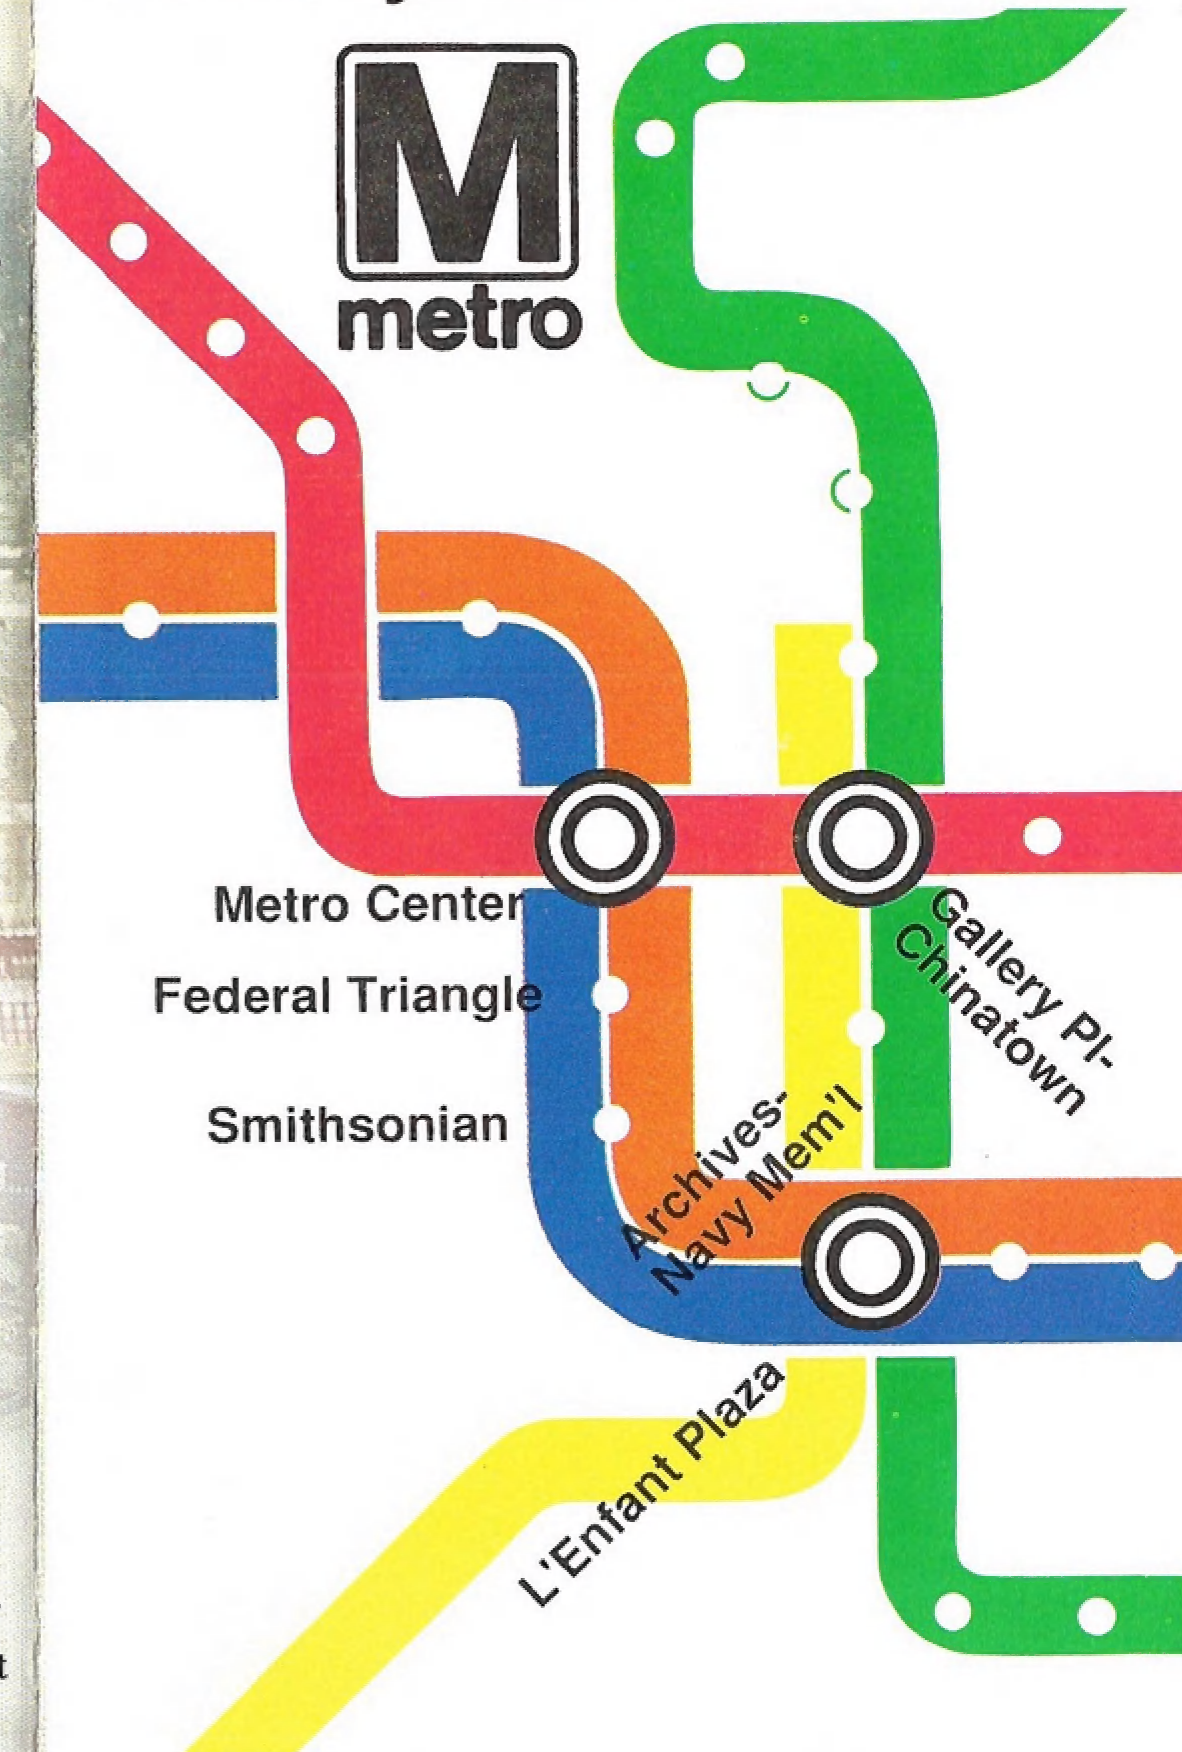 M
metro
Metro Center
Federal Triangle
Smithsonian
Gallery Pl-
Chinatown
Archives-
Navy Mem'l
L'Enfant Plaza
t